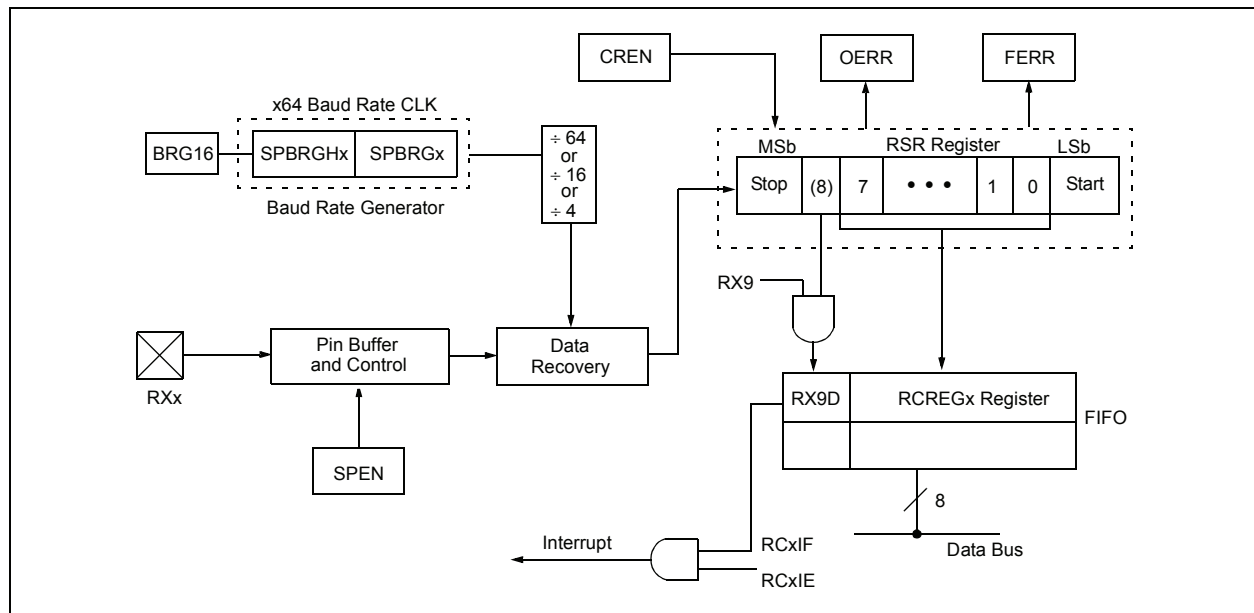 CREN
OERR
FERR
x64 Baud Rate CLK
BRG16
SPBRGHx
SPBRGx
Baud Rate Generator
÷ 64
or
÷ 16
or
÷ 4
MSb
RSR Register
LSb
Stop
(8)
7
• • •
1
0
Start
RX9
RXx
Pin Buffer
and Control
Data
Recovery
SPEN
RX9D
RCREGx Register
FIFO
8
Data Bus
Interrupt
RCxIF
RCxIE